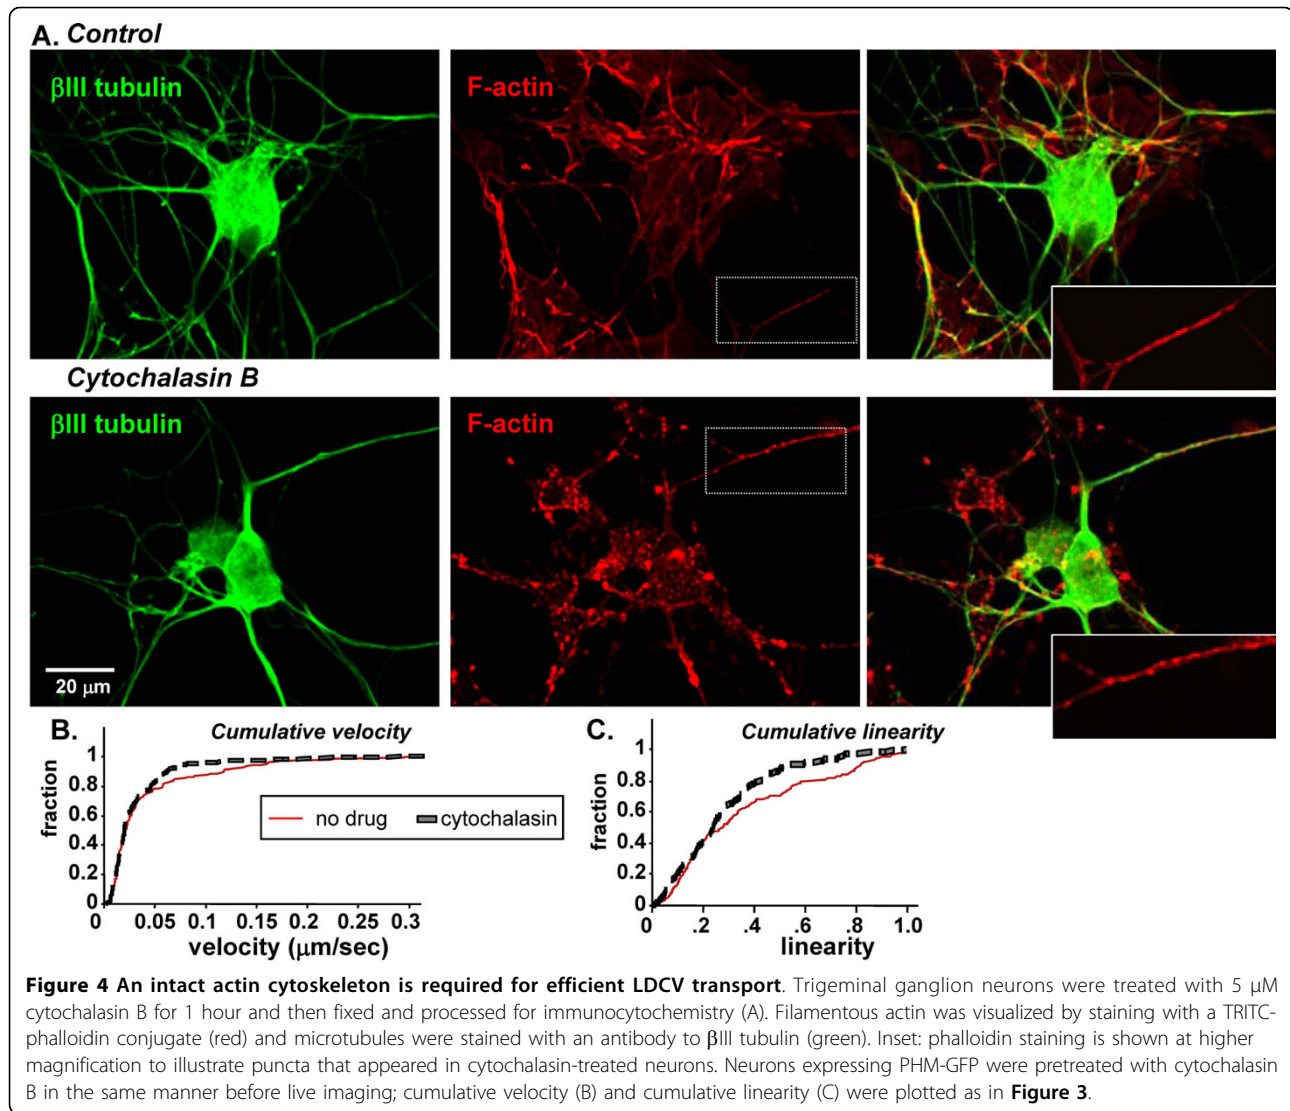 A. Control
βIII tubulin
F-actin
Cytochalasin B
βIII tubulin
F-actin
20 μm
B.
Cumulative velocity
1
0.8
0.6
0.4
0.2
0
fraction
no drug
cytochalasin
0
0.05
0.1
0.15
0.2
0.25
0.3
velocity (μm/sec)
C.
Cumulative linearity
1
0.8
0.6
0.4
0.2
0
fraction
0
.2
.4
.6
.8
1.0
linearity
Figure 4 An intact actin cytoskeleton is required for efficient LDCV transport. Trigeminal ganglion neurons were treated with 5 μM
cytochalasin B for 1 hour and then fixed and processed for immunocytochemistry (A). Filamentous actin was visualized by staining with a TRITC-
phalloidin conjugate (red) and microtubules were stained with an antibody to βIII tubulin (green). Inset: phalloidin staining is shown at higher
magnification to illustrate puncta that appeared in cytochalasin-treated neurons. Neurons expressing PHM-GFP were pretreated with cytochalasin
B in the same manner before live imaging; cumulative velocity (B) and cumulative linearity (C) were plotted as in Figure 3.